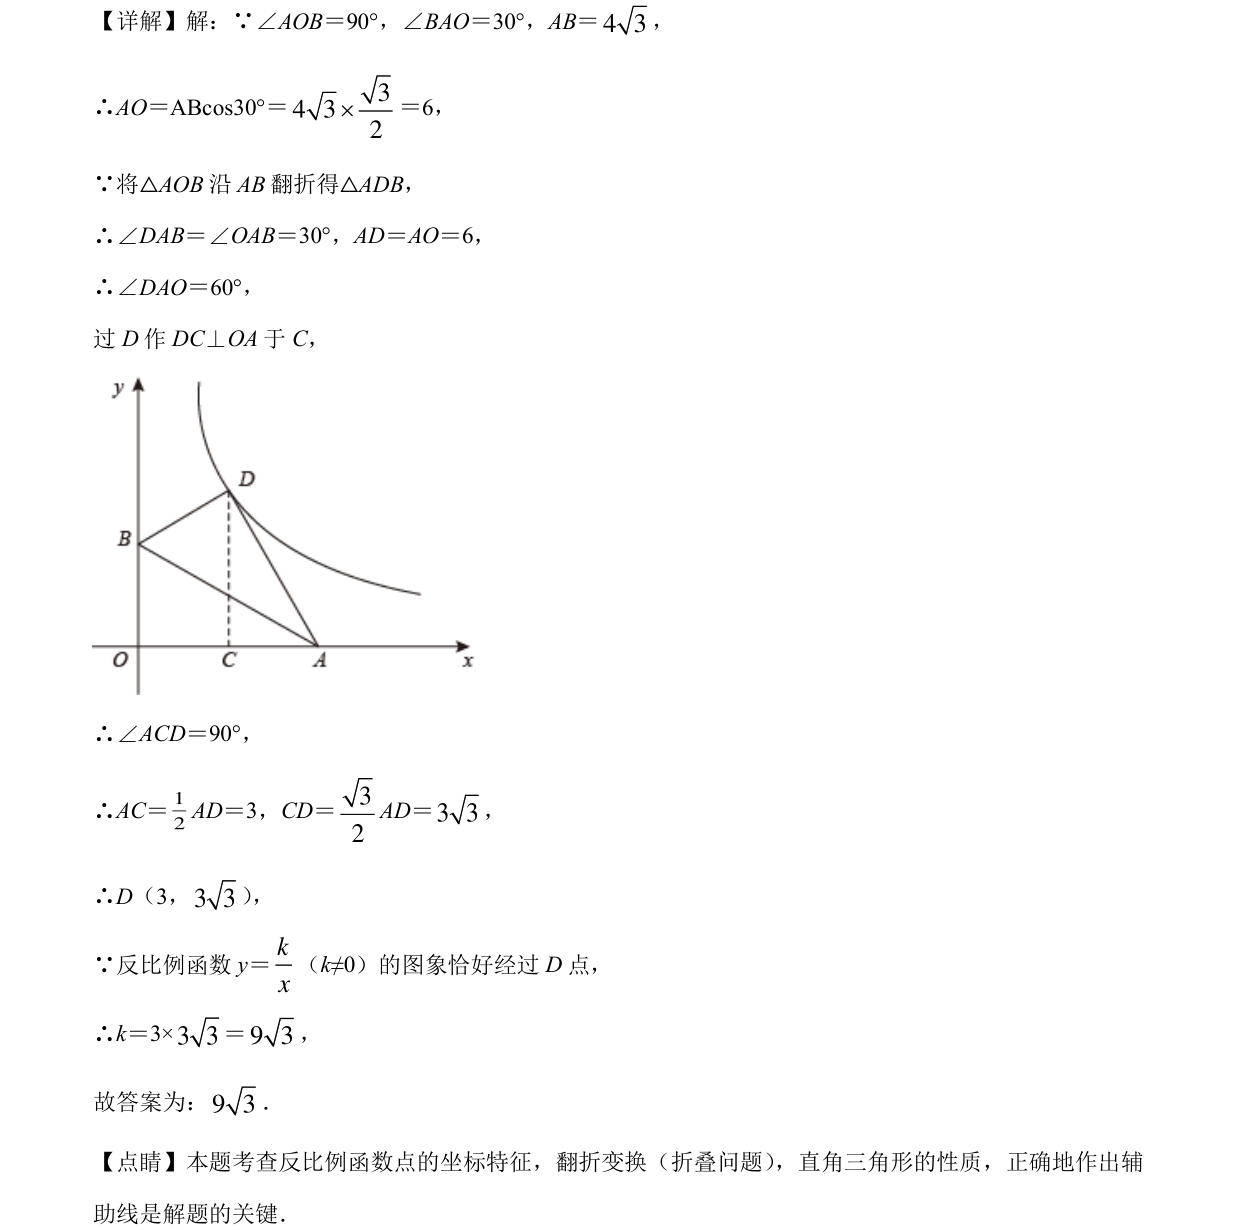 【详解】解：∵∠AOB＝90°，∠BAO＝30°，AB＝4√3，
∴AO＝ABcos30°＝4√3×√3/2＝6，
∵将△AOB沿AB翻折得△ADB，
∴∠DAB＝∠OAB＝30°，AD＝AO＝6，
∴∠DAO＝60°，
过D作DC⊥OA于C，
y
D
B
O C A x
∴∠ACD＝90°，
∴AC＝1/2AD＝3，CD＝√3/2AD＝3√3，
∴D（3，3√3），
∵反比例函数y＝k/x（k≠0）的图象恰好经过D点，
∴k＝3×3√3＝9√3，
故答案为：9√3．
【点睛】本题考查反比例函数点的坐标特征，翻折变换（折叠问题），直角三角形的性质，正确地作出辅
助线是解题的关键．